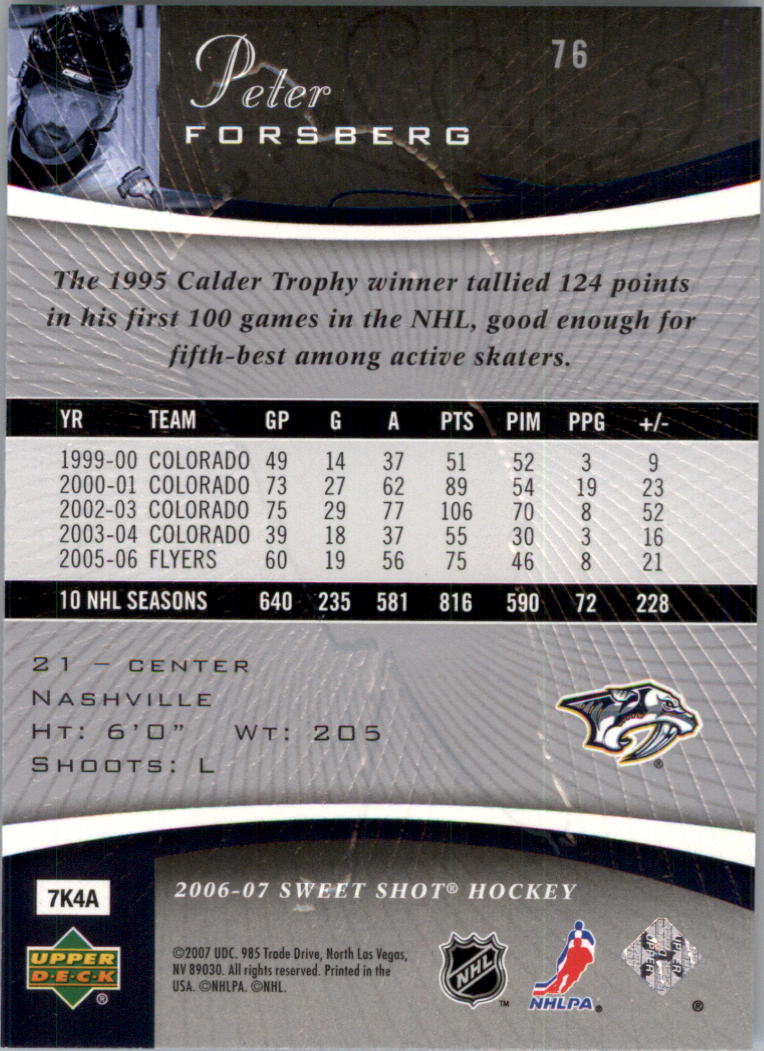 Peter
FORSBERG
76
The 1995 Calder Trophy winner tallied 124 points
in his first 100 games in the NHL, good enough for
fifth-best among active skaters.
YR TEAM GP G A PTS PIM PPG +/-
1999-00 COLORADO 49 14 37 51 52 3 9
2000-01 COLORADO 73 27 62 89 54 19 23
2002-03 COLORADO 75 29 77 106 70 8 52
2003-04 COLORADO 39 18 37 55 30 3 16
2005-06 FLYERS 60 19 56 75 46 8 21
10 NHL SEASONS 640 235 581 816 590 72 228
21 – CENTER
NASHVILLE
HT: 6'0" WT: 205
SHOOTS: L
®
7K4A
2006-07 SWEET SHOT® HOCKEY
UPPER
D·E·C·K
®
©2007 UDC. 985 Trade Drive, North Las Vegas,
NV 89030. All rights reserved. Printed in the
USA. ©NHLPA. ©NHL.
NHL
TM
NHLPA®
UPPER
UPPER
®